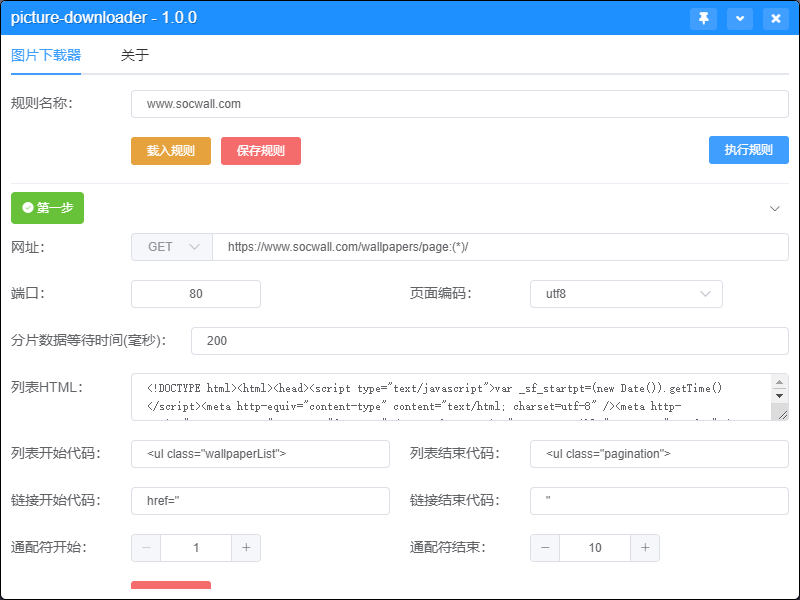 picture-downloader - 1.0.0
图片下载器 关于
规则名称： www.socwall.com
载入规则 保存规则 执行规则
第一步
网址： GET https://www.socwall.com/wallpapers/page:(*)/
端口： 80 页面编码： utf8
分片数据等待时间(毫秒)： 200
列表HTML： <!DOCTYPE html><html><head><script type="text/javascript">var _sf_startpt=(new Date()).getTime()
</script><meta http-equiv="content-type" content="text/html; charset=utf-8" /><meta http-
列表开始代码： <ul class="wallpaperList"> 列表结束代码： <ul class="pagination">
链接开始代码： href=" 链接结束代码： "
通配符开始： − 1 + 通配符结束： − 10 +